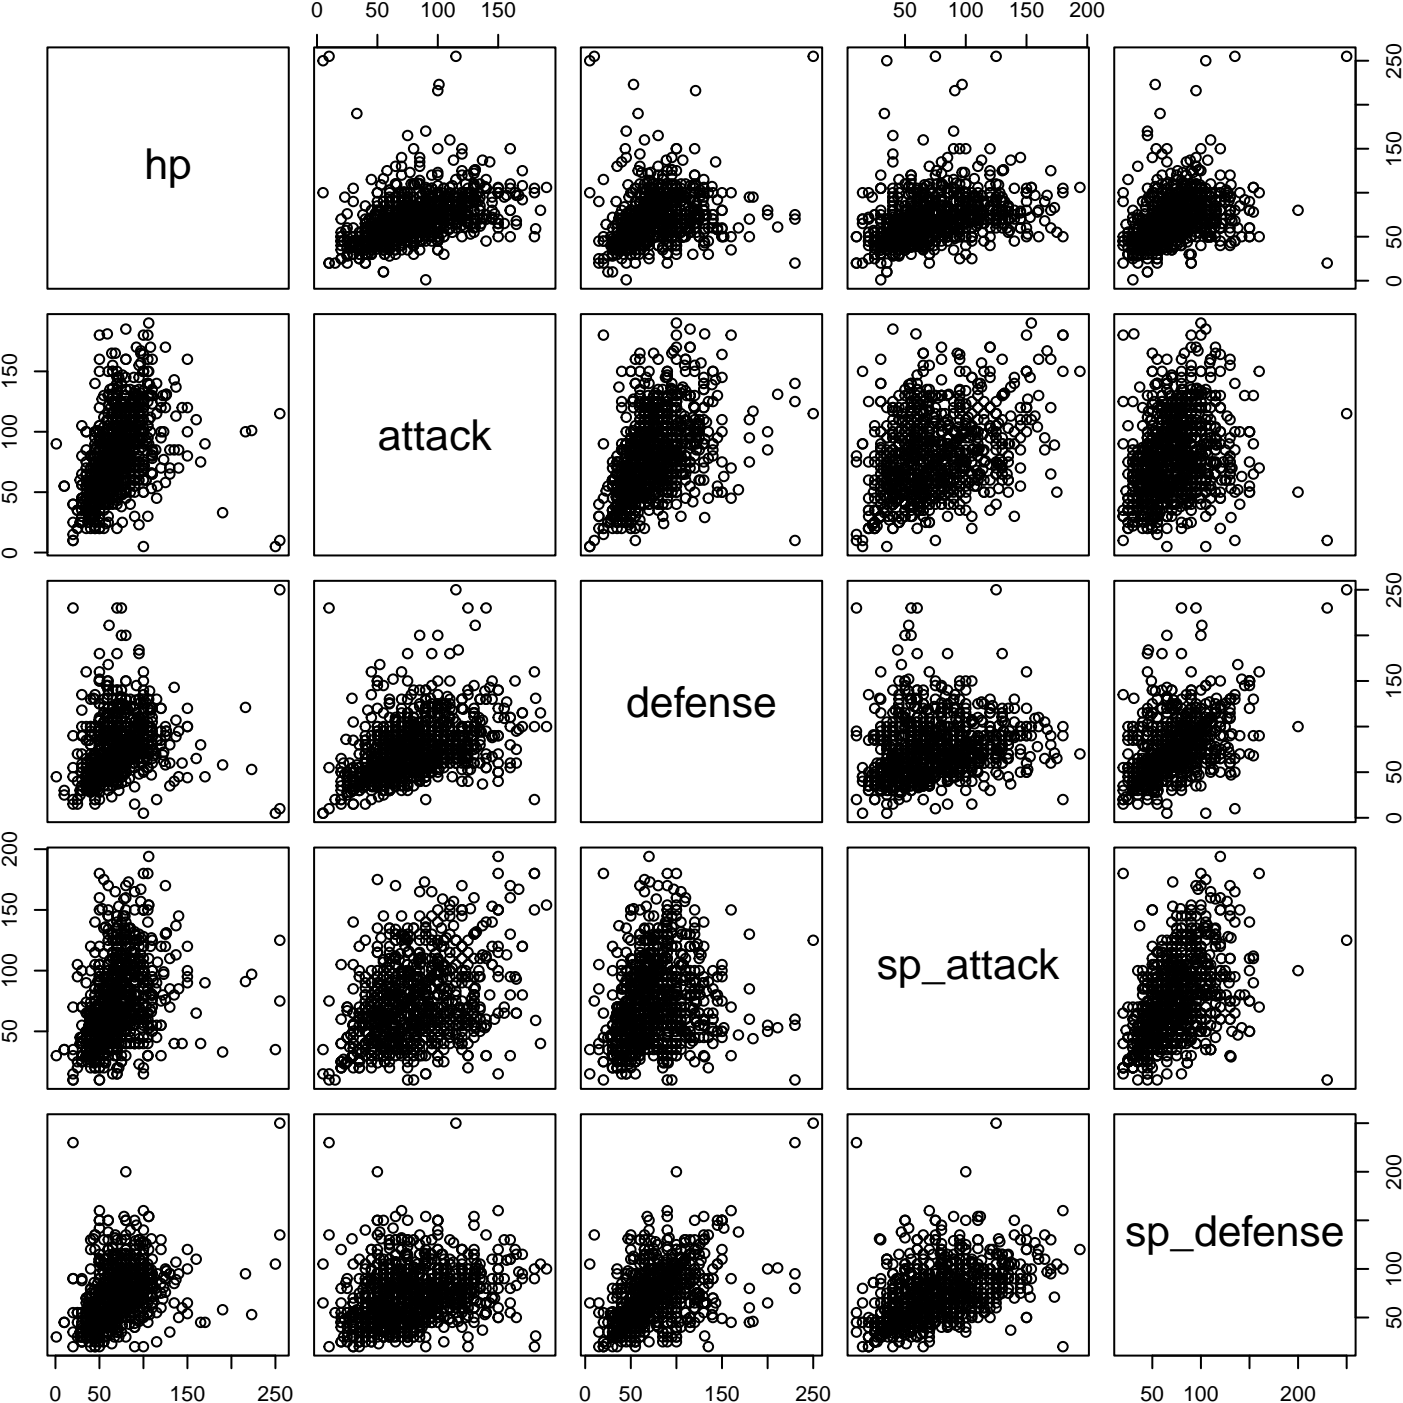 0 50 100 150 50 100 150 200
hp 0 50 150 250
0 50 100 150 attack
defense 0 50 150 250
50 100 150 200 sp_attack
sp_defense 50 100 200
0 50 150 250 0 50 150 250 50 100 200